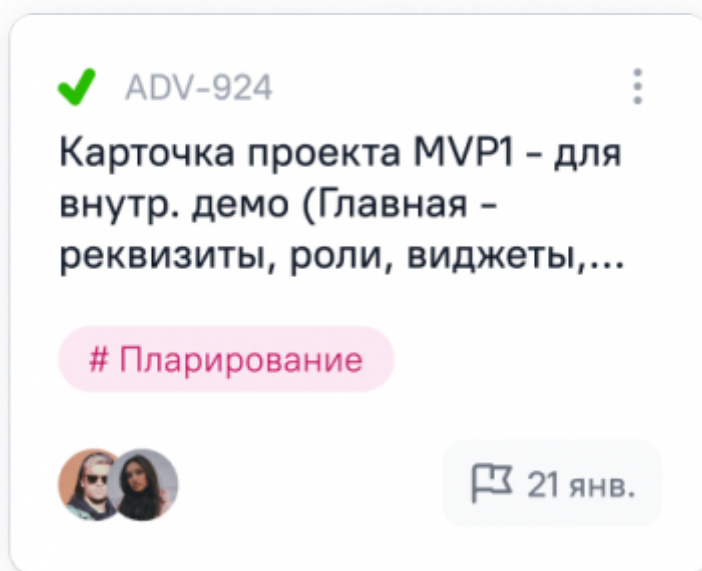 ADV-924
Карточка проекта MVP1 - для
внутр. демо (Главная -
реквизиты, роли, виджеты,...
# Пларирование
21 янв.